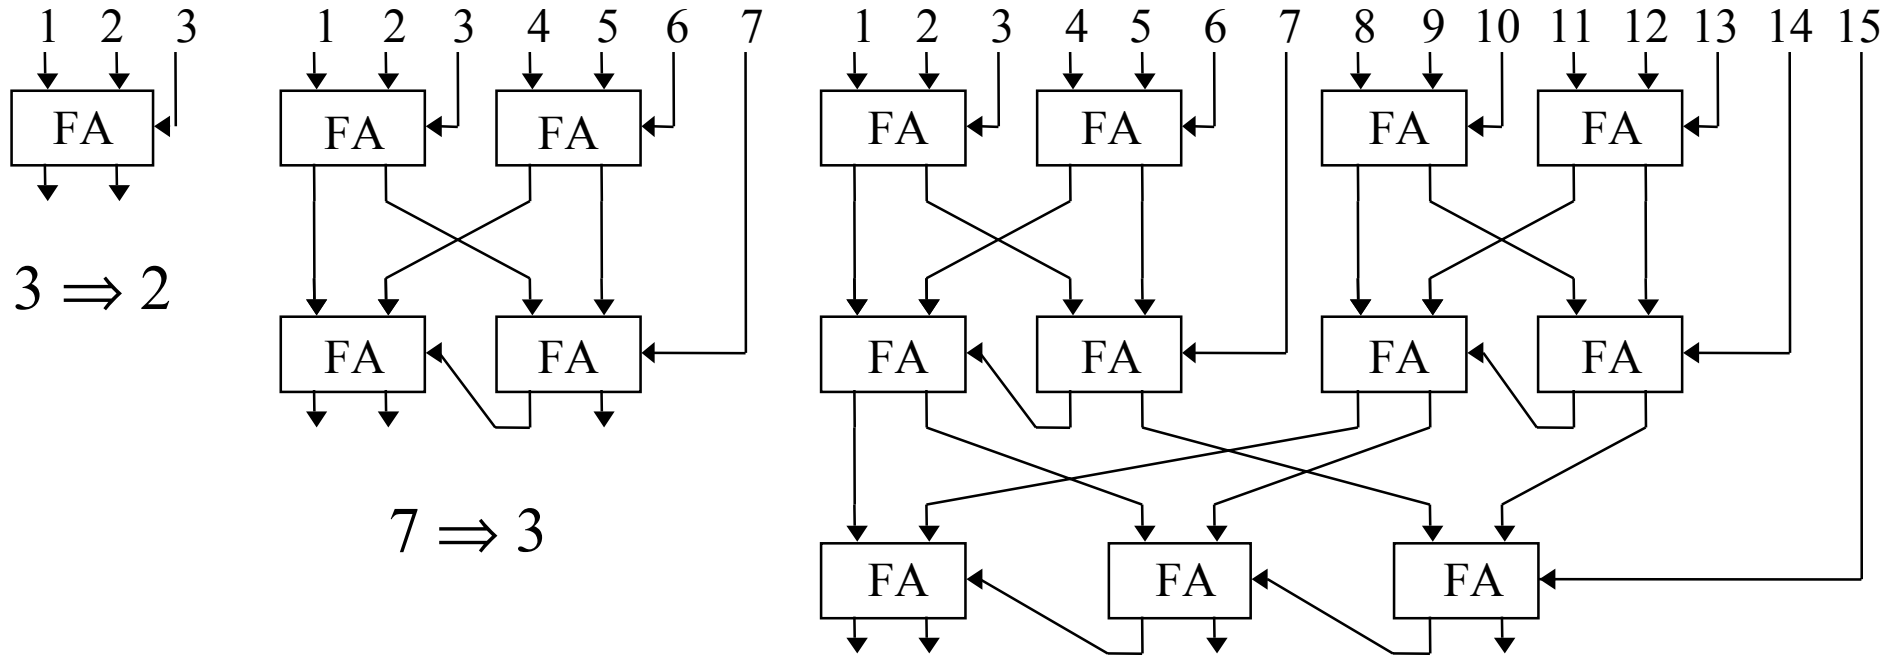 1 2 3 1 2 3 4 5 6 7 1 2 3 4 5 6 7 8 9 10 11 12 13 14 15
FA FA FA FA FA FA FA
3 ⇒ 2
FA FA FA FA FA FA
7 ⇒ 3
FA FA FA